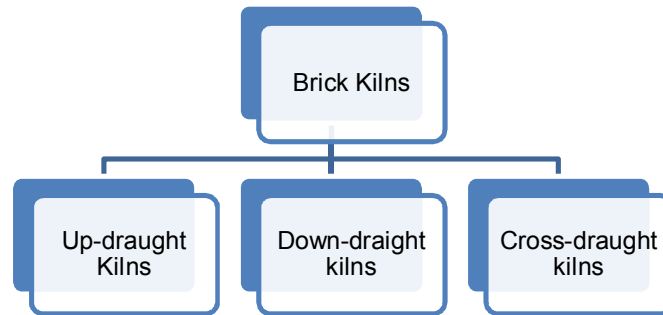 Brick Kilns
Up-draught
Kilns
Down-draight
kilns
Cross-draught
kilns